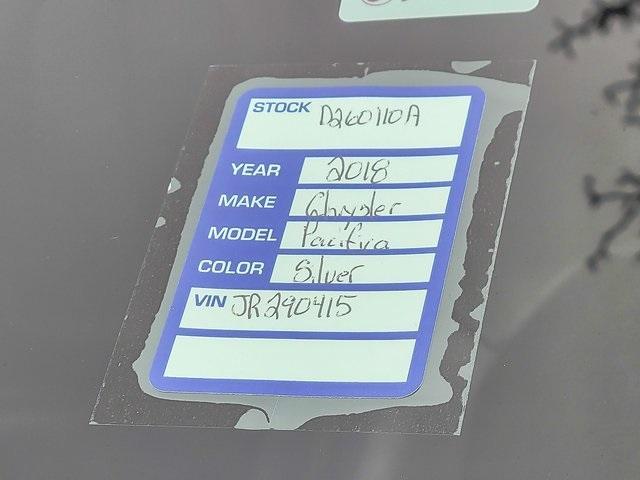 STOCK D260110A
YEAR 2018
MAKE Chrysler
MODEL Pacifica
COLOR Silver
VIN JR290415